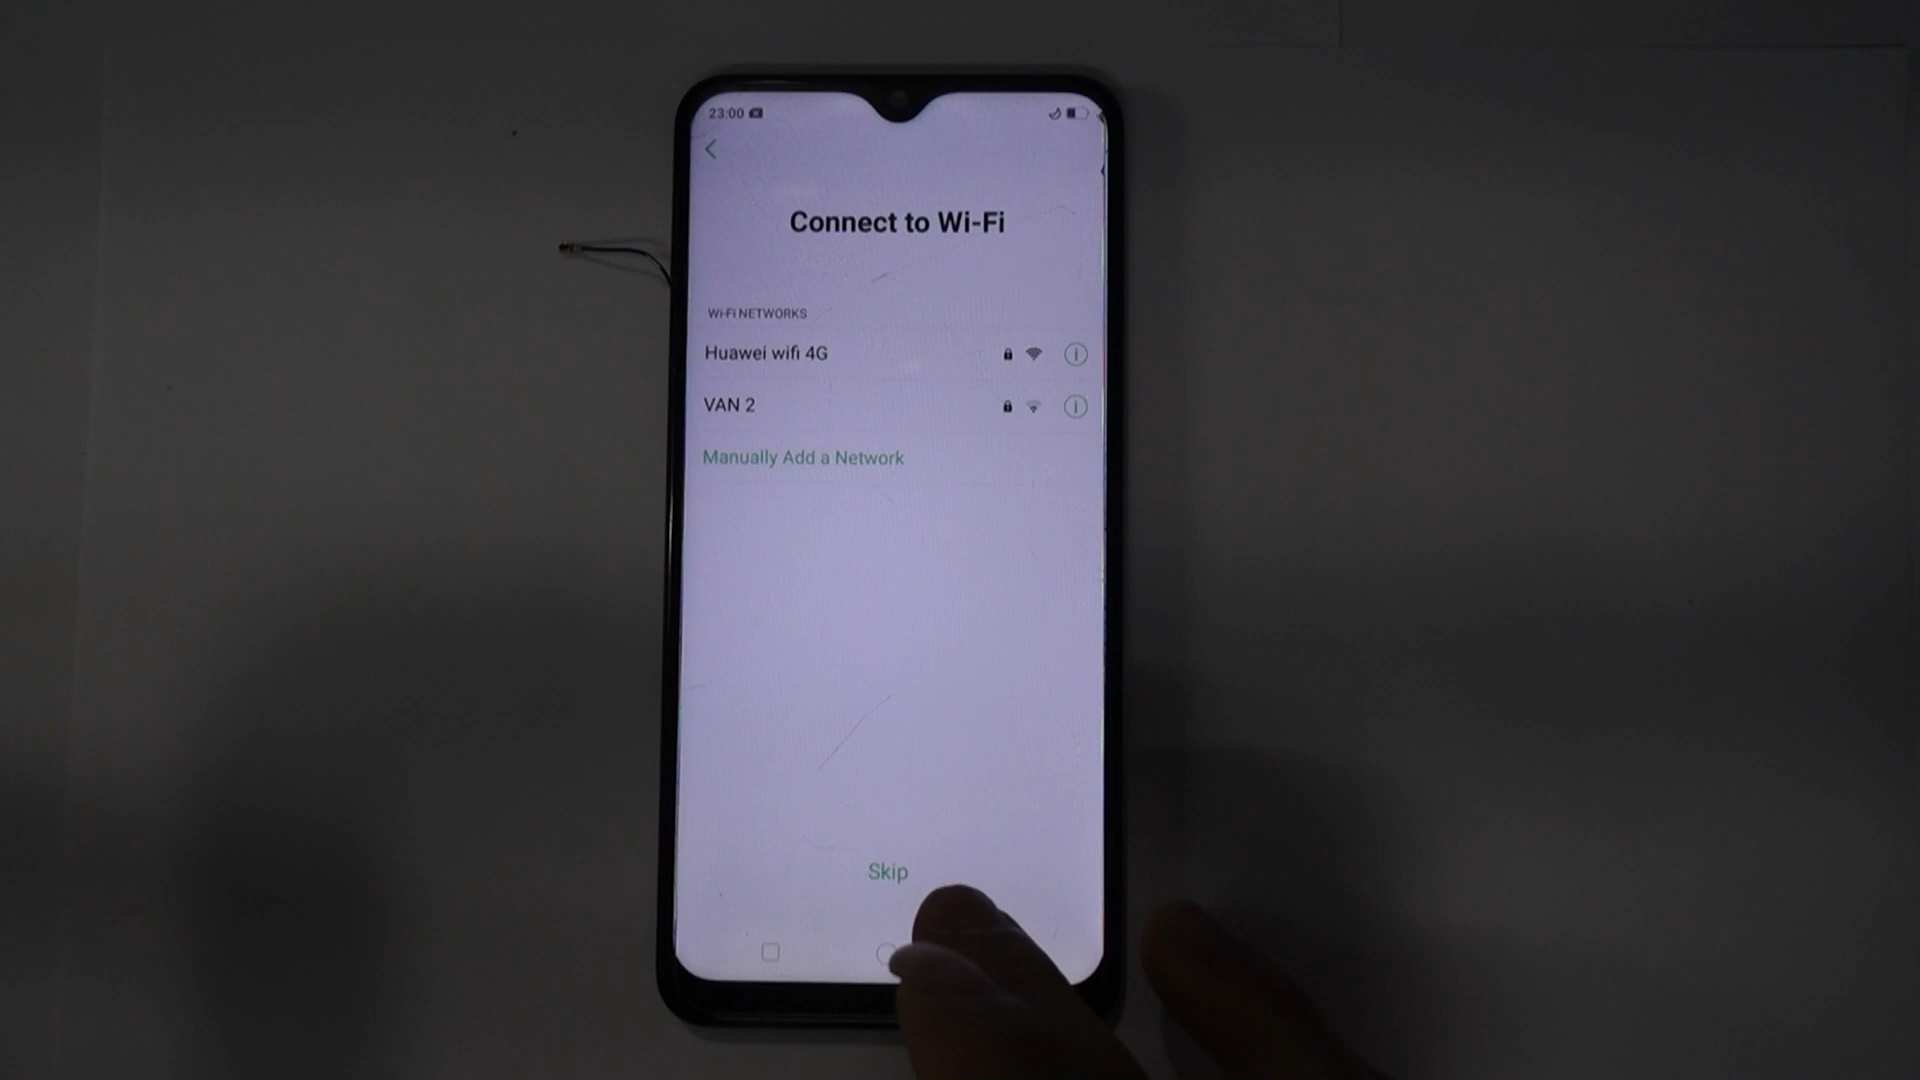 23:00
Connect to Wi-Fi
Wi-Fi NETWORKS
Huawei wifi 4G
VAN 2
Manually Add a Network
Skip